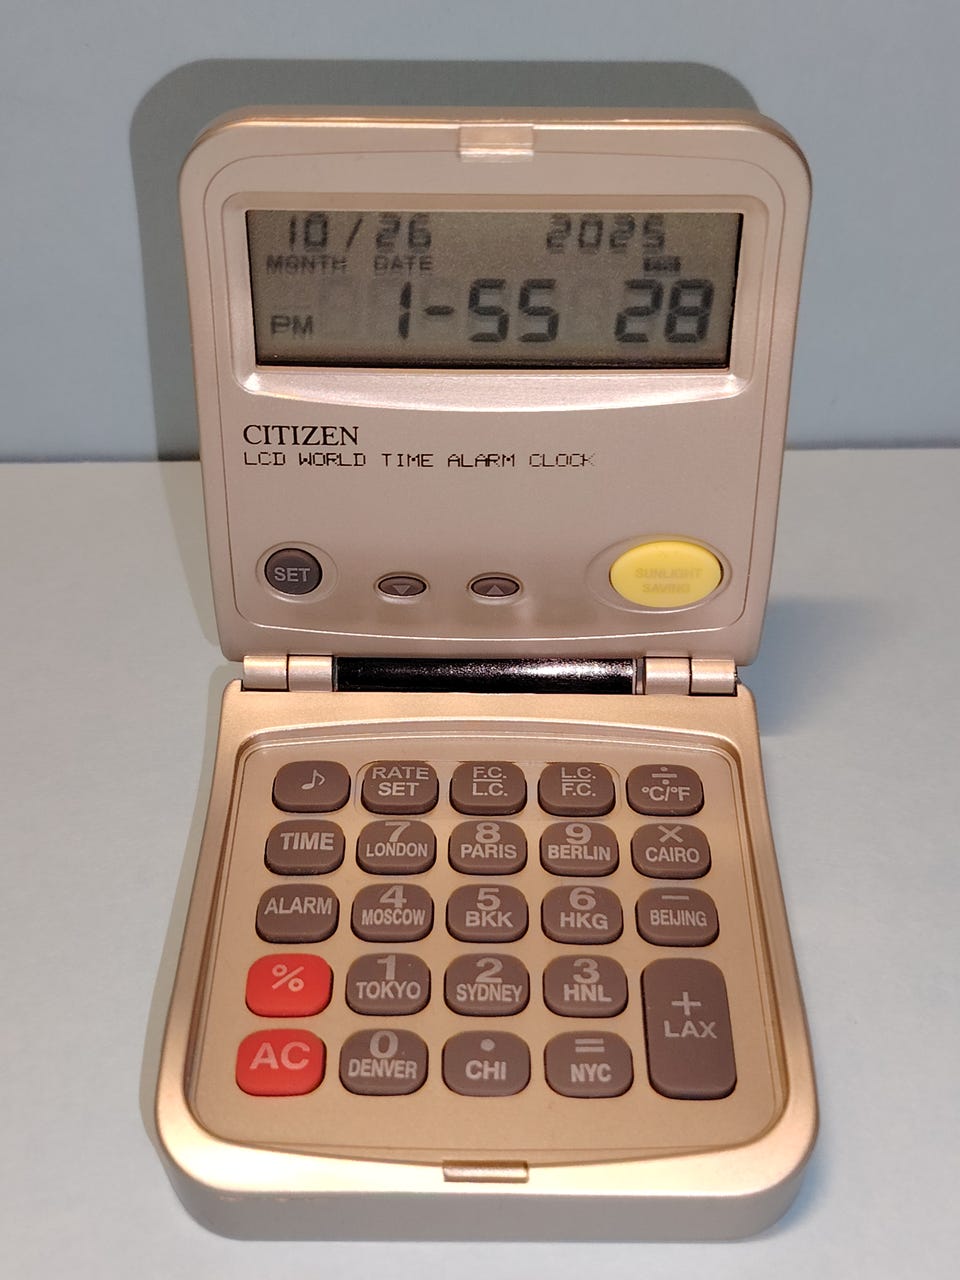 10/26 2025
MONTH DATE
PM 1-55 28
CITIZEN
LCD WORLD TIME ALARM CLOCK
SET ▽ △ SUNLIGHT
SAVING
♪ RATE SET F.C./L.C. L.C./F.C. ÷ °C/°F
TIME 7 LONDON 8 PARIS 9 BERLIN × CAIRO
ALARM 4 MOSCOW 5 BKK 6 HKG − BEIJING
% 1 TOKYO 2 SYDNEY 3 HNL + LAX
AC 0 DENVER • CHI = NYC